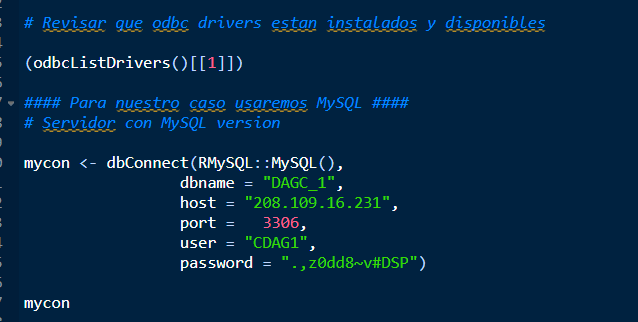 # Revisar que odbc drivers estan instalados y disponibles
(odbcListDrivers()[[1]])
#### Para nuestro caso usaremos MySQL ####
# Servidor con MySQL version
mycon <- dbConnect(RMySQL::MySQL(),
dbname = "DAGC_1",
host = "208.109.16.231",
port =   3306,
user = "CDAG1",
password = ".,z0dd8~v#DSP")
mycon